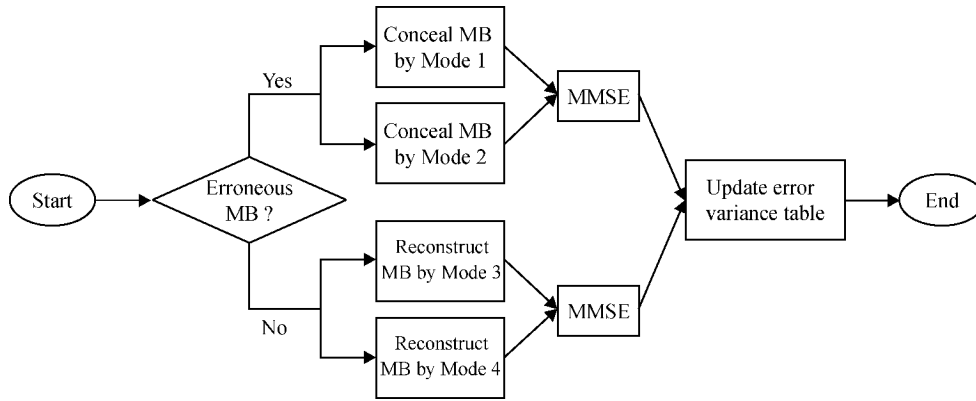 Start
Erroneous
MB ?
Yes
Conceal MB
by Mode 1
Conceal MB
by Mode 2
MMSE
No
Reconstruct
MB by Mode 3
Reconstruct
MB by Mode 4
MMSE
Update error
variance table
End